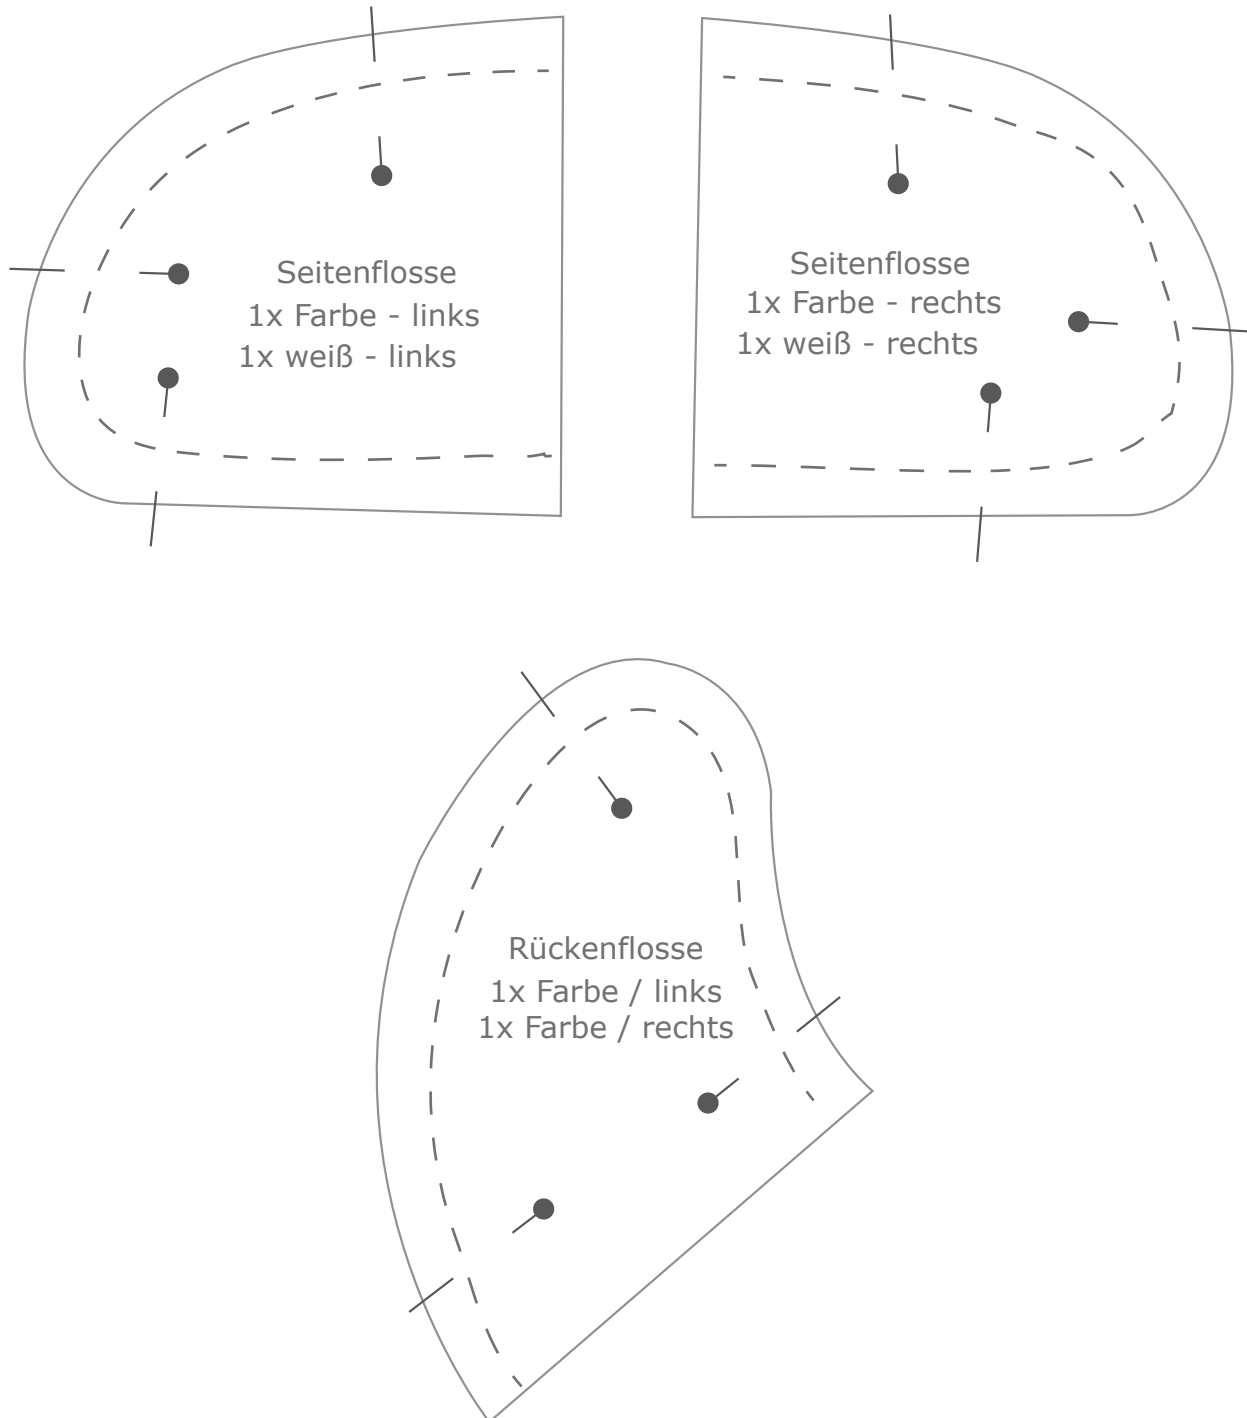 Seitenflosse
1x Farbe - links
1x weiß - links
Seitenflosse
1x Farbe - rechts
1x weiß - rechts
Rückenflosse
1x Farbe / links
1x Farbe / rechts